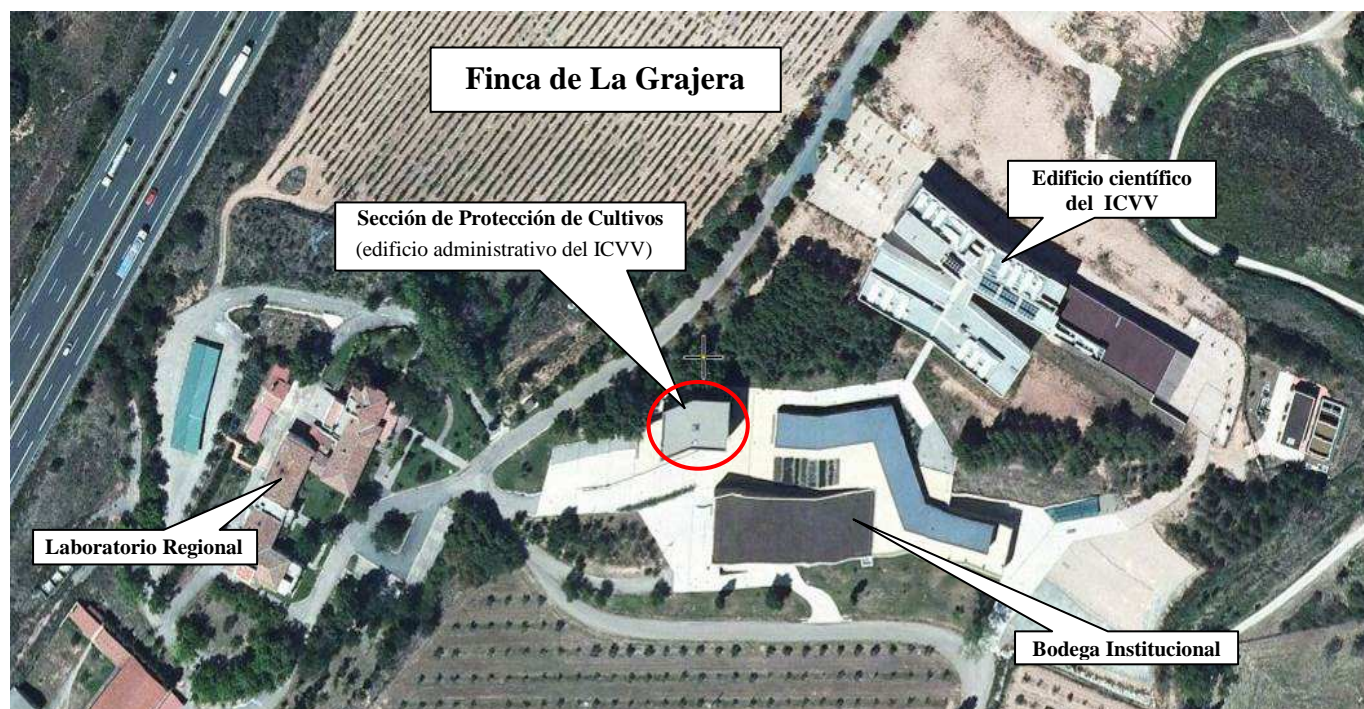 Finca de La Grajera
Edificio científico
del ICVV
Sección de Protección de Cultivos
(edificio administrativo del ICVV)
Laboratorio Regional
Bodega Institucional